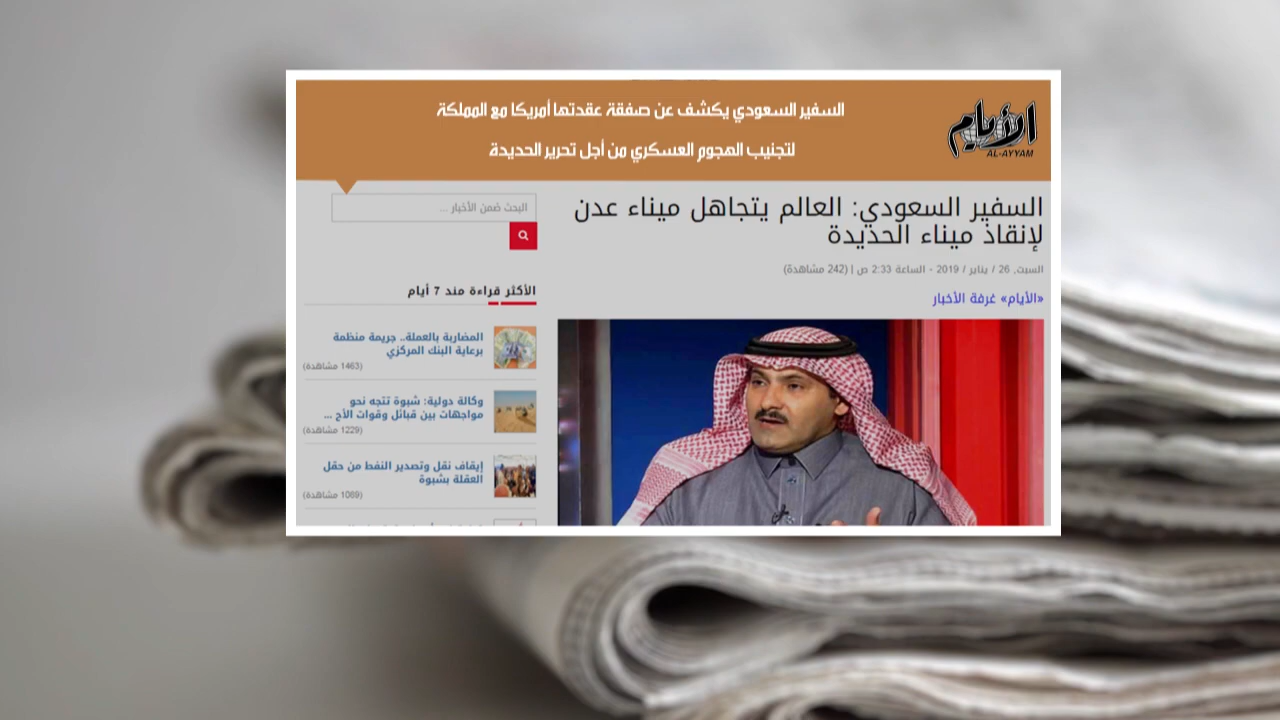 السفير السعودي يكشف عن صفقة عقدتها أمريكا مع المملكة
لتجنيب الهجوم العسكري من أجل تحرير الحديدة
الأيام
AL-AYYAM
السفير السعودي: العالم يتجاهل ميناء عدن
لإنقاذ ميناء الحديدة
السبت, 26 / يناير / 2019 - الساعة 2:33 ص | (242 مشاهدة)
«الأيام» غرفة الأخبار
البحث ضمن الأخبار ...
الأكثر قراءة منذ 7 أيام
المضاربة بالعملة.. جريمة منظمة
برعاية البنك المركزي
(1463 مشاهدة)
وكالة دولية: شبوة تتجه نحو
مواجهات بين قبائل وقوات الأح ...
(1229 مشاهدة)
إيقاف نقل وتصدير النفط من حقل
العقلة بشبوة
(1089 مشاهدة)